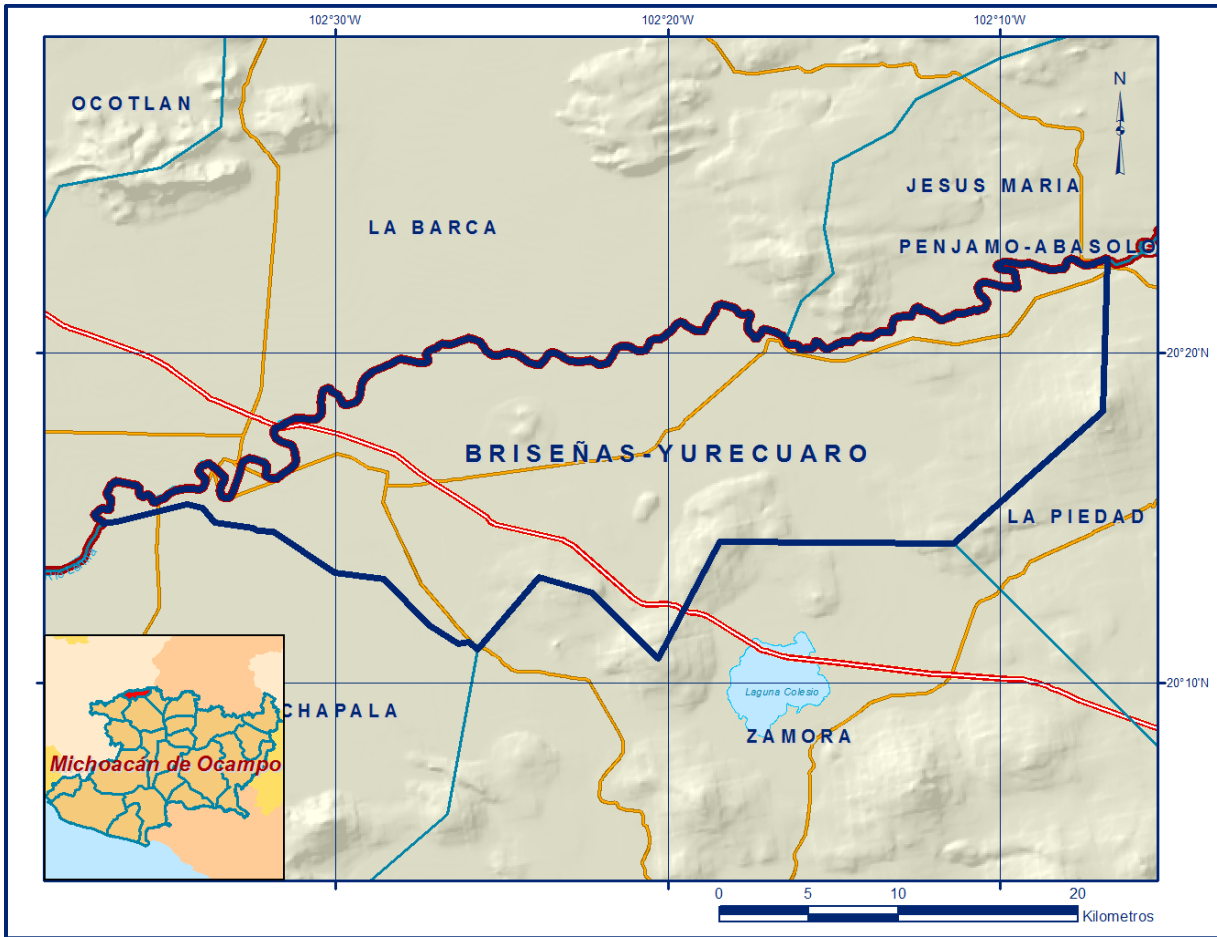 102°30'W
102°20'W
102°10'W
N
OCOTLAN
JESUS MARIA
LA BARCA
PENJAMO-ABASOLO
20°20'N
BRISEÑAS-YURECUARO
LA PIEDAD
20°10'N
Laguna Colesio
CHAPALA
ZAMORA
Michoacán de Ocampo
0 5 10 20
Kilometros